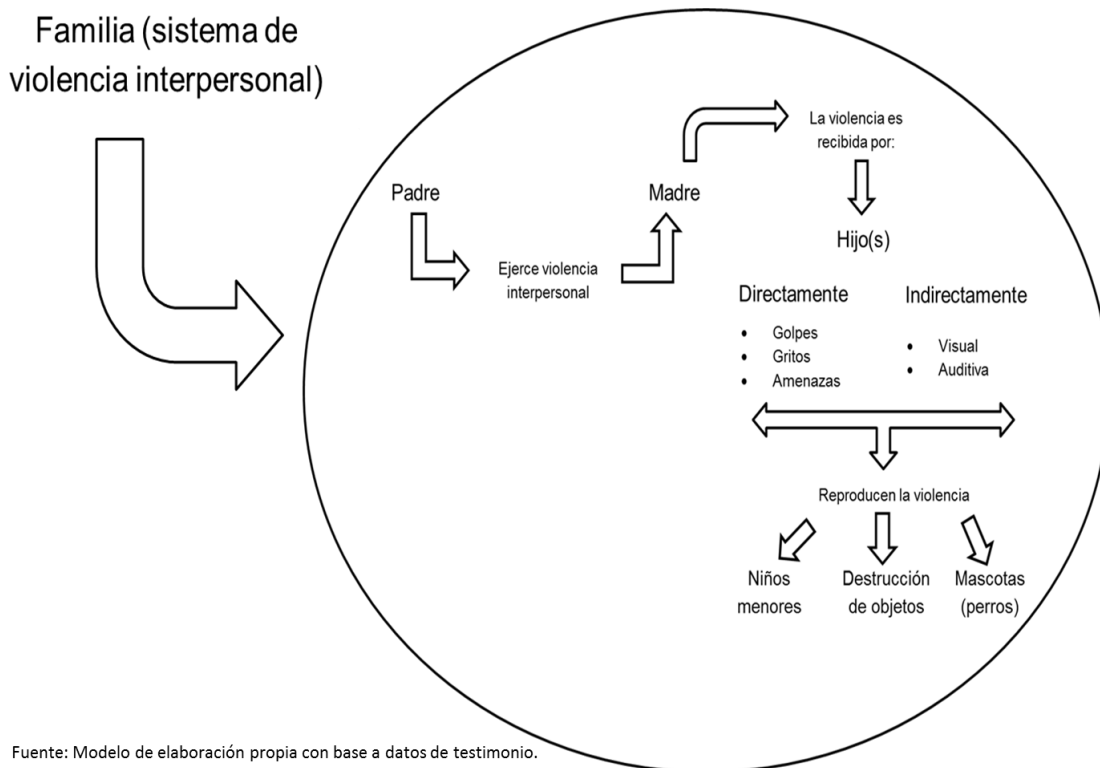 Familia (sistema de
violencia interpersonal)
Padre
Ejerce violencia
interpersonal
Madre
La violencia es
recibida por:
Hijo(s)
Directamente
• Golpes
• Gritos
• Amenazas
Indirectamente
• Visual
• Auditiva
Reproducen la violencia
Niños
menores
Destrucción
de objetos
Mascotas
(perros)
Fuente: Modelo de elaboración propia con base a datos de testimonio.